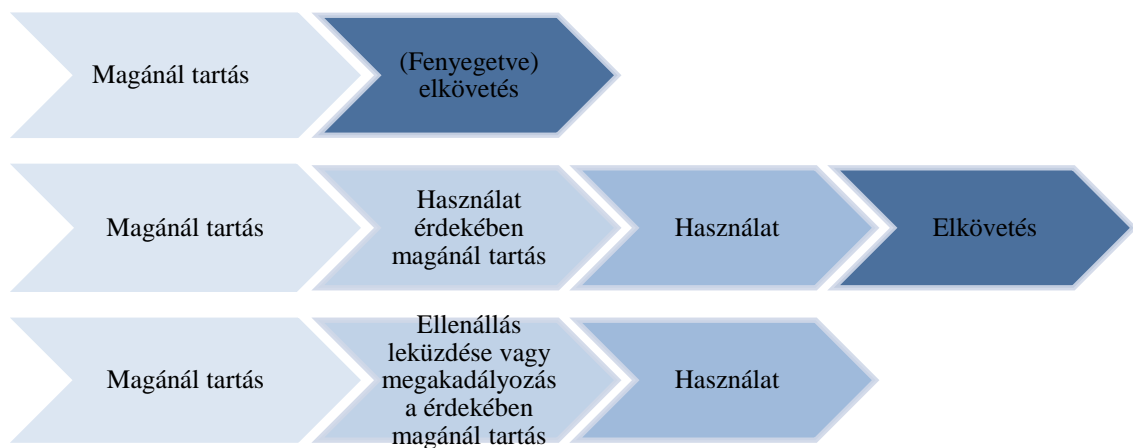 Magánál tartás
(Fenyegetve)
elkövetés
Magánál tartás
Használat
érdekében
magánál tartás
Használat
Elkövetés
Magánál tartás
Ellenállás
leküzdése vagy
megakadályozás
a érdekében
magánál tartás
Használat